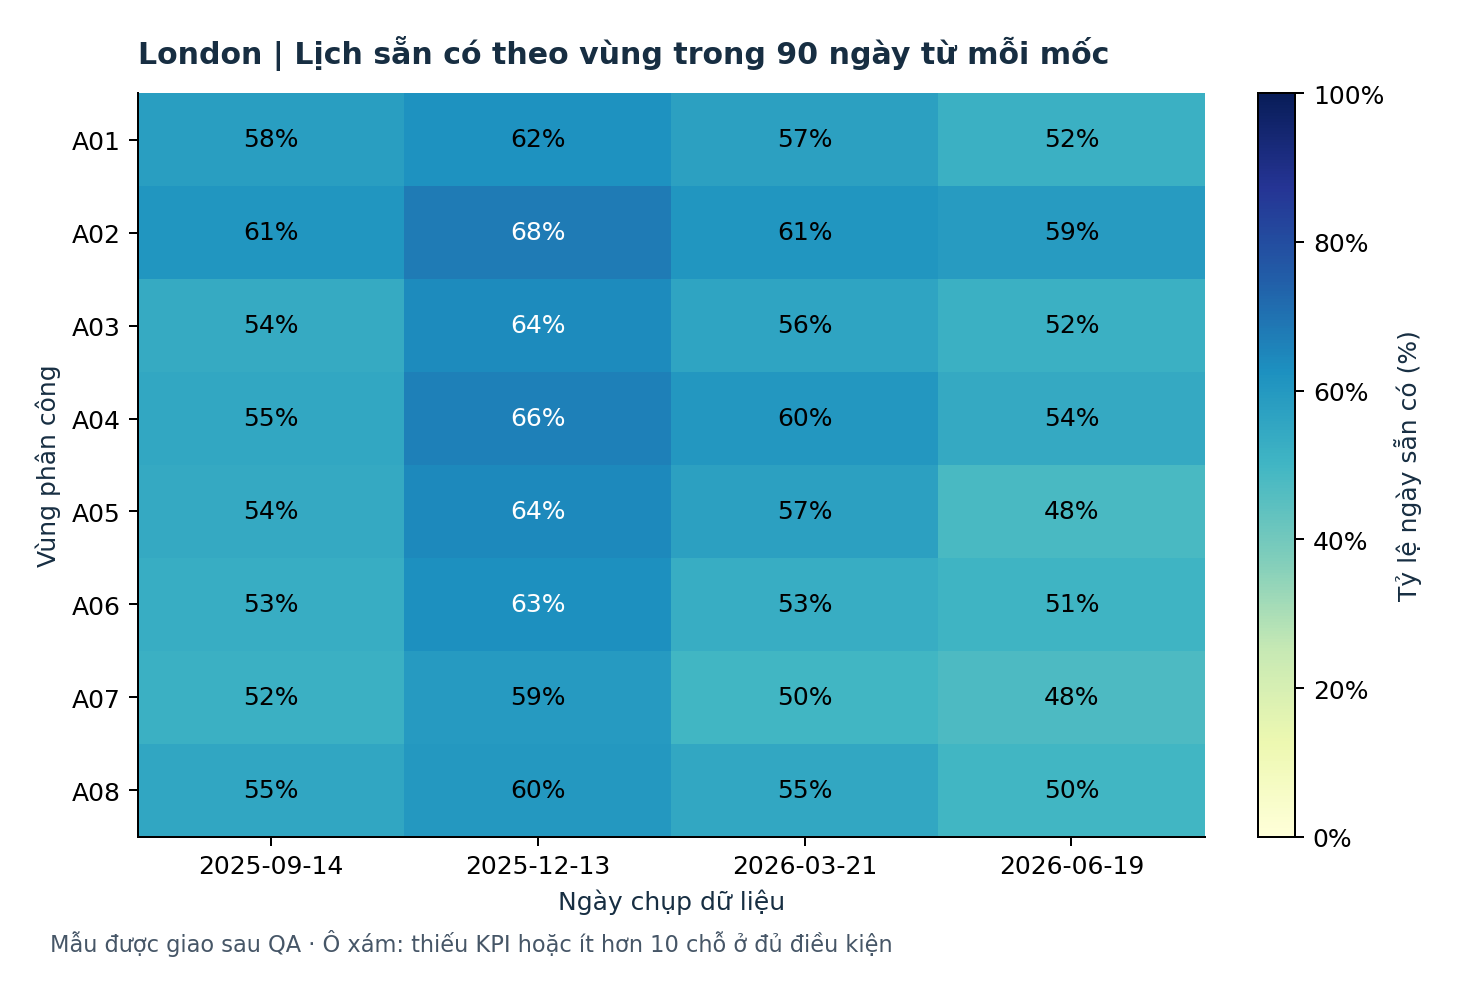 London | Lịch sẵn có theo vùng trong 90 ngày từ mỗi mốc
Vùng phân công
A01 58% 62% 57% 52%
A02 61% 68% 61% 59%
A03 54% 64% 56% 52%
A04 55% 66% 60% 54%
A05 54% 64% 57% 48%
A06 53% 63% 53% 51%
A07 52% 59% 50% 48%
A08 55% 60% 55% 50%
2025-09-14 2025-12-13 2026-03-21 2026-06-19
Ngày chụp dữ liệu
100%
80%
60%
40%
20%
0%
Tỷ lệ ngày sẵn có (%)
Mẫu được giao sau QA · Ô xám: thiếu KPI hoặc ít hơn 10 chỗ ở đủ điều kiện